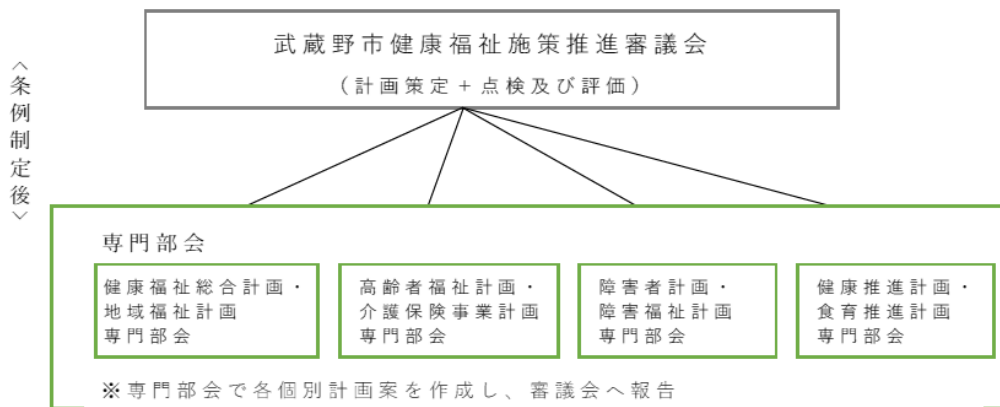 武蔵野市健康福祉施策推進審議会
（計画策定＋点検及び評価）
〈条例制定後〉
専門部会
健康福祉総合計画・
地域福祉計画
専門部会
高齢者福祉計画・
介護保険事業計画
専門部会
障害者計画・
障害福祉計画
専門部会
健康推進計画・
食育推進計画
専門部会
※専門部会で各個別計画案を作成し、審議会へ報告